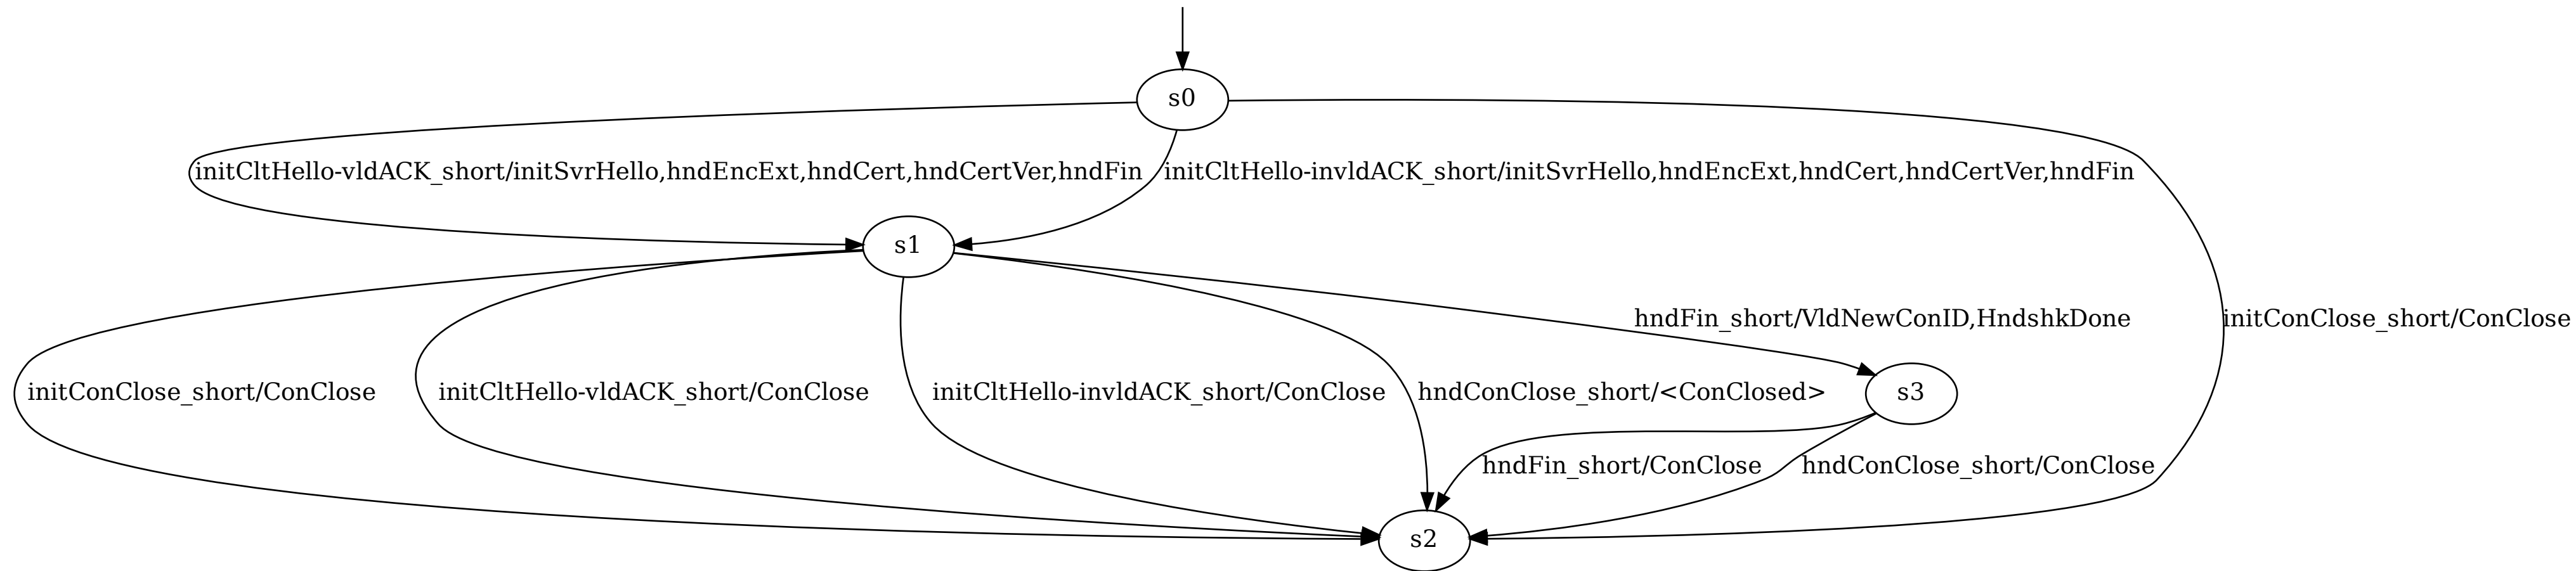 s0
initCltHello-vldACK_short/initSvrHello,hndEncExt,hndCert,hndCertVer,hndFin
initCltHello-invldACK_short/initSvrHello,hndEncExt,hndCert,hndCertVer,hndFin
s1
hndFin_short/VldNewConID,HndshkDone
initConClose_short/ConClose
initConClose_short/ConClose
initCltHello-vldACK_short/ConClose
initCltHello-invldACK_short/ConClose
hndConClose_short/<ConClosed>
s3
hndFin_short/ConClose
hndConClose_short/ConClose
s2